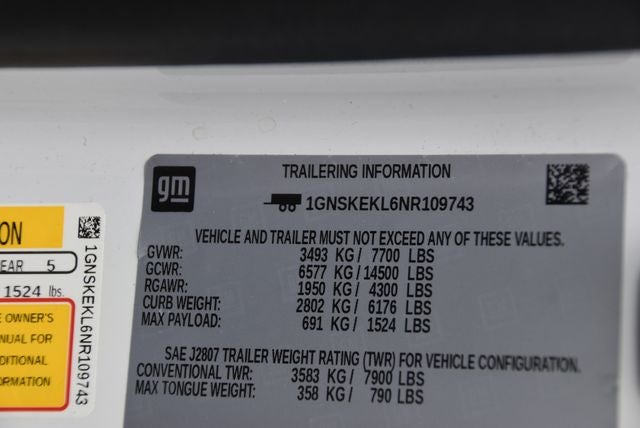 gm
TRAILERING INFORMATION
1GNSKEKL6NR109743
VEHICLE AND TRAILER MUST NOT EXCEED ANY OF THESE VALUES.
GVWR: 3493 KG / 7700 LBS
GCWR: 6577 KG / 14500 LBS
RGAWR: 1950 KG / 4300 LBS
CURB WEIGHT: 2802 KG / 6176 LBS
MAX PAYLOAD: 691 KG / 1524 LBS
SAE J2807 TRAILER WEIGHT RATING (TWR) FOR VEHICLE CONFIGURATION.
CONVENTIONAL TWR: 3583 KG / 7900 LBS
MAX TONGUE WEIGHT: 358 KG / 790 LBS
ON
EAR 5
1524 lbs.
OWNER'S
NUAL FOR
DITIONAL
ORMATION
1GNSKEKL6NR109743